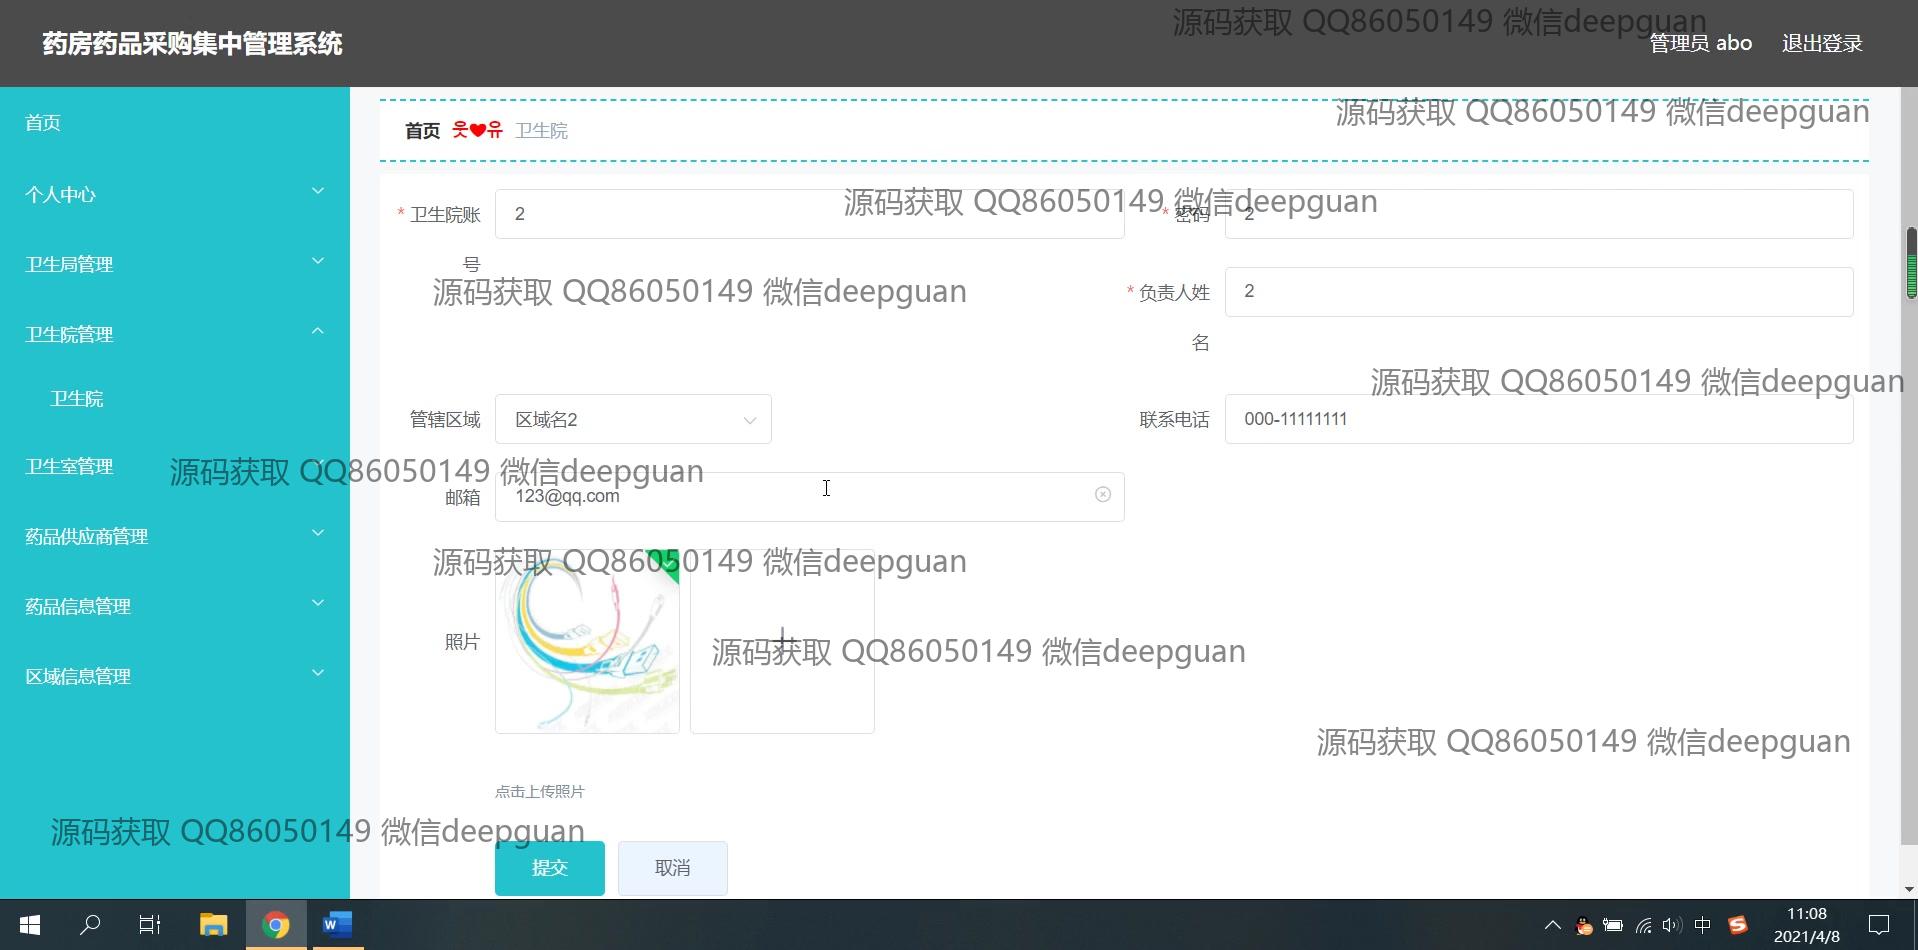 源码获取 QQ86050149 微信deepguan
药房药品采购集中管理系统
管理员 abo
退出登录
首页
个人中心
卫生局管理
卫生院管理
卫生院
卫生室管理
药品供应商管理
药品信息管理
区域信息管理
源码获取 QQ86050149 微信deepguan
首页 웃❤유 卫生院
源码获取 QQ86050149 微信deepguan
* 卫生院账号
2
* 密码
2
源码获取 QQ86050149 微信deepguan
* 负责人姓名
2
源码获取 QQ86050149 微信deepguan
管辖区域
区域名2
联系电话
000-11111111
源码获取 QQ86050149 微信deepguan
邮箱
123@qq.com
源码获取 QQ86050149 微信deepguan
照片
源码获取 QQ86050149 微信deepguan
源码获取 QQ86050149 微信deepguan
点击上传照片
源码获取 QQ86050149 微信deepguan
提交
取消
W
中
S
11:08
2021/4/8